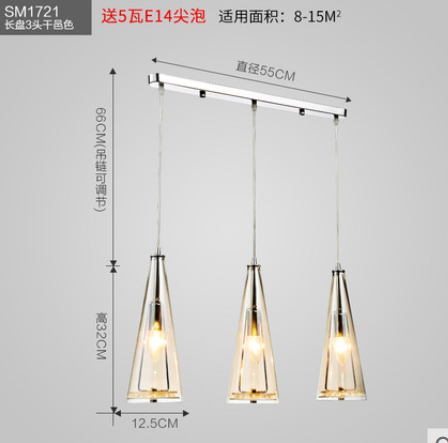 SM1721
长盘3头干邑色
送5瓦E14尖泡 适用面积：8-15M²
直径55CM
66CM(吊链可调节)
高32CM
12.5CM